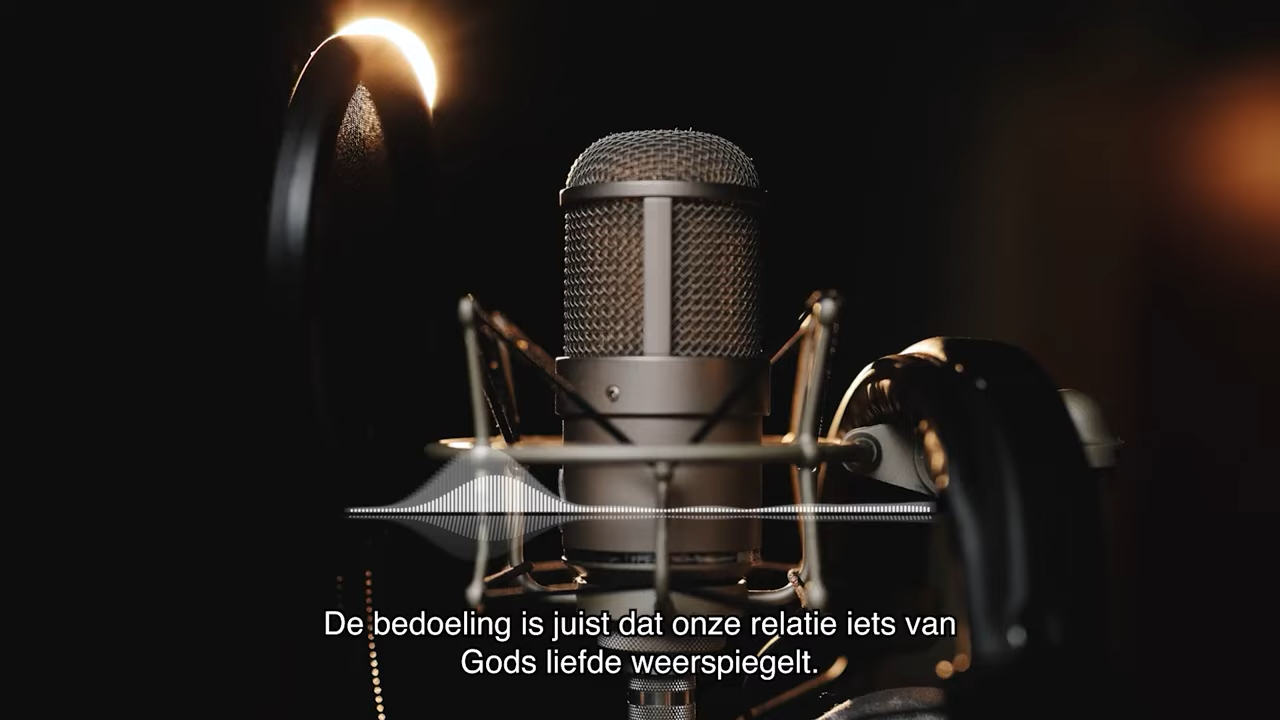 De bedoeling is juist dat onze relatie iets van
Gods liefde weerspiegelt.